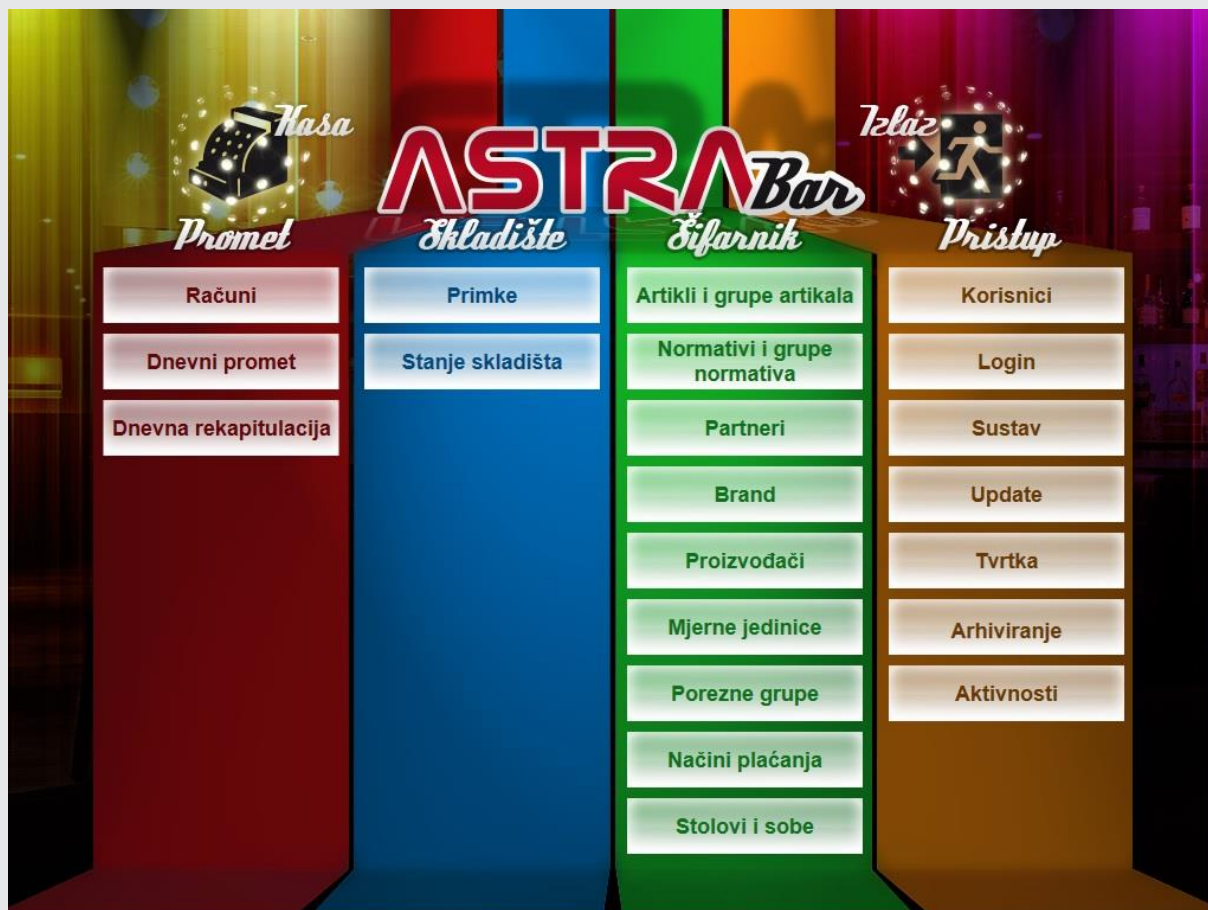 Kasa
Izlaz
ASTRA Bar
Promet
Skladište
Šifarnik
Pristup
Računi
Dnevni promet
Dnevna rekapitulacija
Primke
Stanje skladišta
Artikli i grupe artikala
Normativi i grupe
normativa
Partneri
Brand
Proizvođači
Mjerne jedinice
Porezne grupe
Načini plaćanja
Stolovi i sobe
Korisnici
Login
Sustav
Update
Tvrtka
Arhiviranje
Aktivnosti